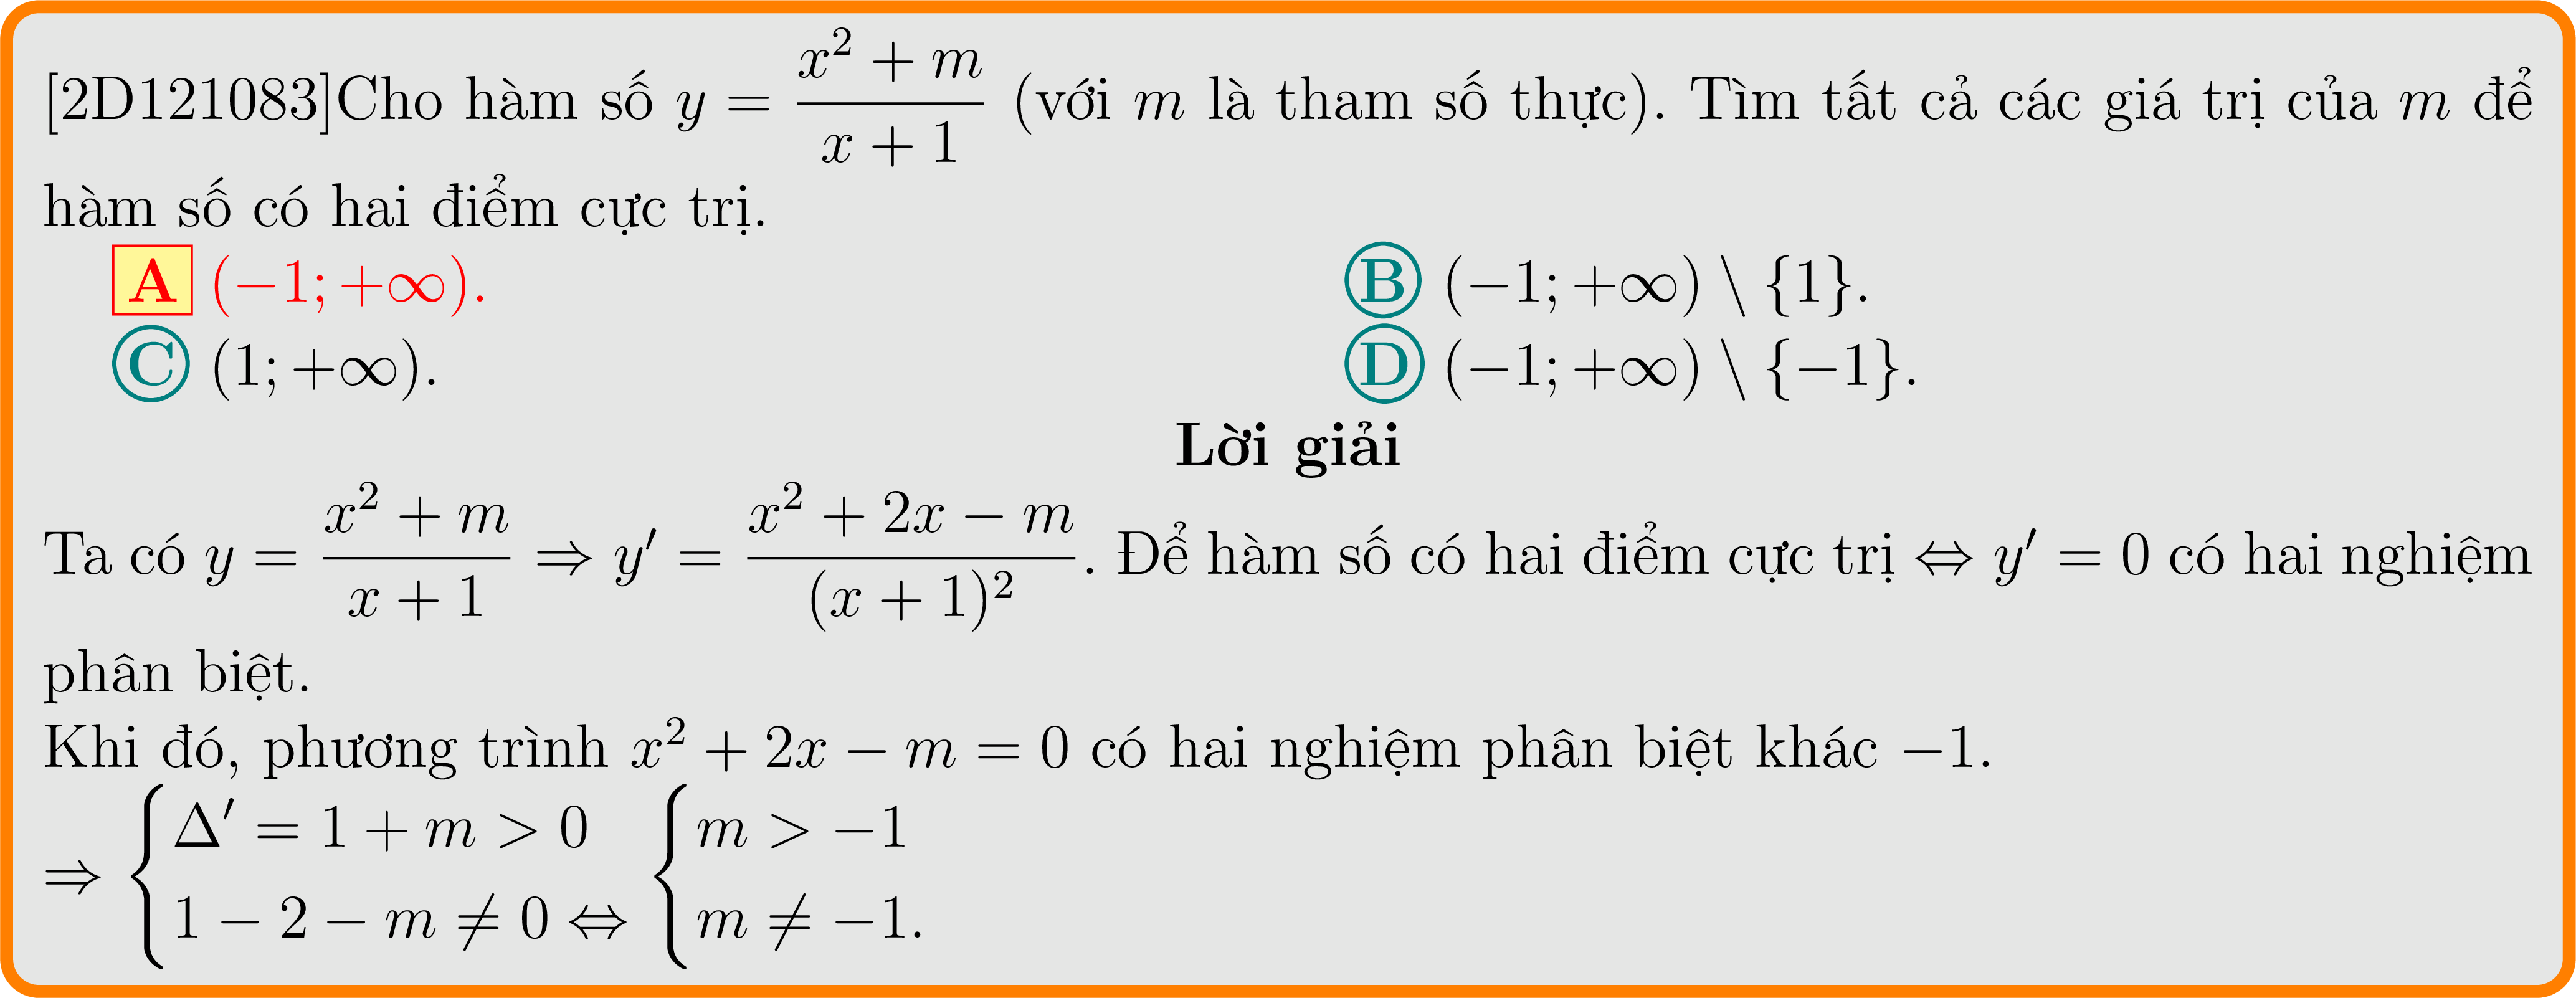 [2D121083]Cho hàm số $y = \dfrac{x^2 + m}{x + 1}$ (với $m$ là tham số thực). Tìm tất cả các giá trị của $m$ để
hàm số có hai điểm cực trị.
A $(-1; +\infty)$. B $(-1; +\infty) \setminus \{1\}$.
C $(1; +\infty)$. D $(-1; +\infty) \setminus \{-1\}$.
Lời giải
Ta có $y = \dfrac{x^2 + m}{x + 1} \Rightarrow y' = \dfrac{x^2 + 2x - m}{(x + 1)^2}$. Để hàm số có hai điểm cực trị $\Leftrightarrow y' = 0$ có hai nghiệm
phân biệt.
Khi đó, phương trình $x^2 + 2x - m = 0$ có hai nghiệm phân biệt khác $-1$.
$\Rightarrow \begin{cases} \Delta' = 1 + m > 0 \\ 1 - 2 - m \neq 0 \end{cases} \Leftrightarrow \begin{cases} m > -1 \\ m \neq -1. \end{cases}$